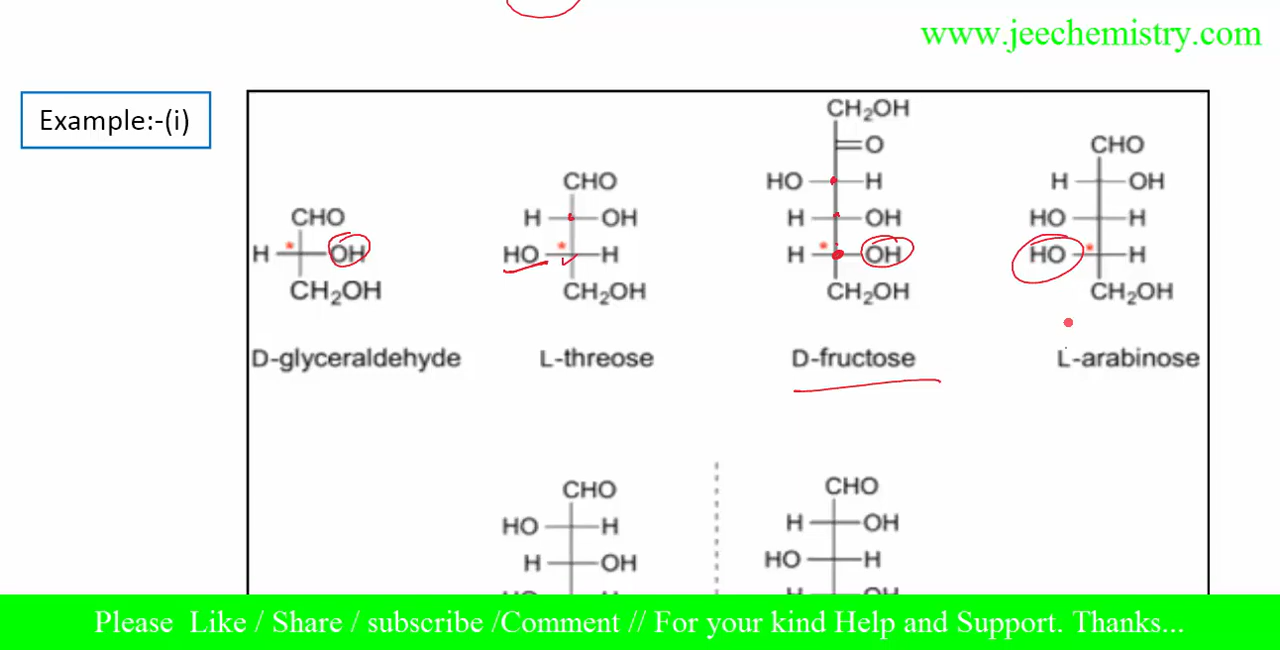 www.jeechemistry.com
Example:-(i)
CHO
H * OH
CH₂OH
D-glyceraldehyde
CHO
H OH
HO * H
CH₂OH
L-threose
CH₂OH
O
HO H
H OH
H * OH
CH₂OH
D-fructose
CHO
H OH
HO H
HO * H
CH₂OH
L-arabinose
CHO
HO H
H OH
CHO
H OH
HO H
Please Like / Share / subscribe /Comment // For your kind Help and Support. Thanks...